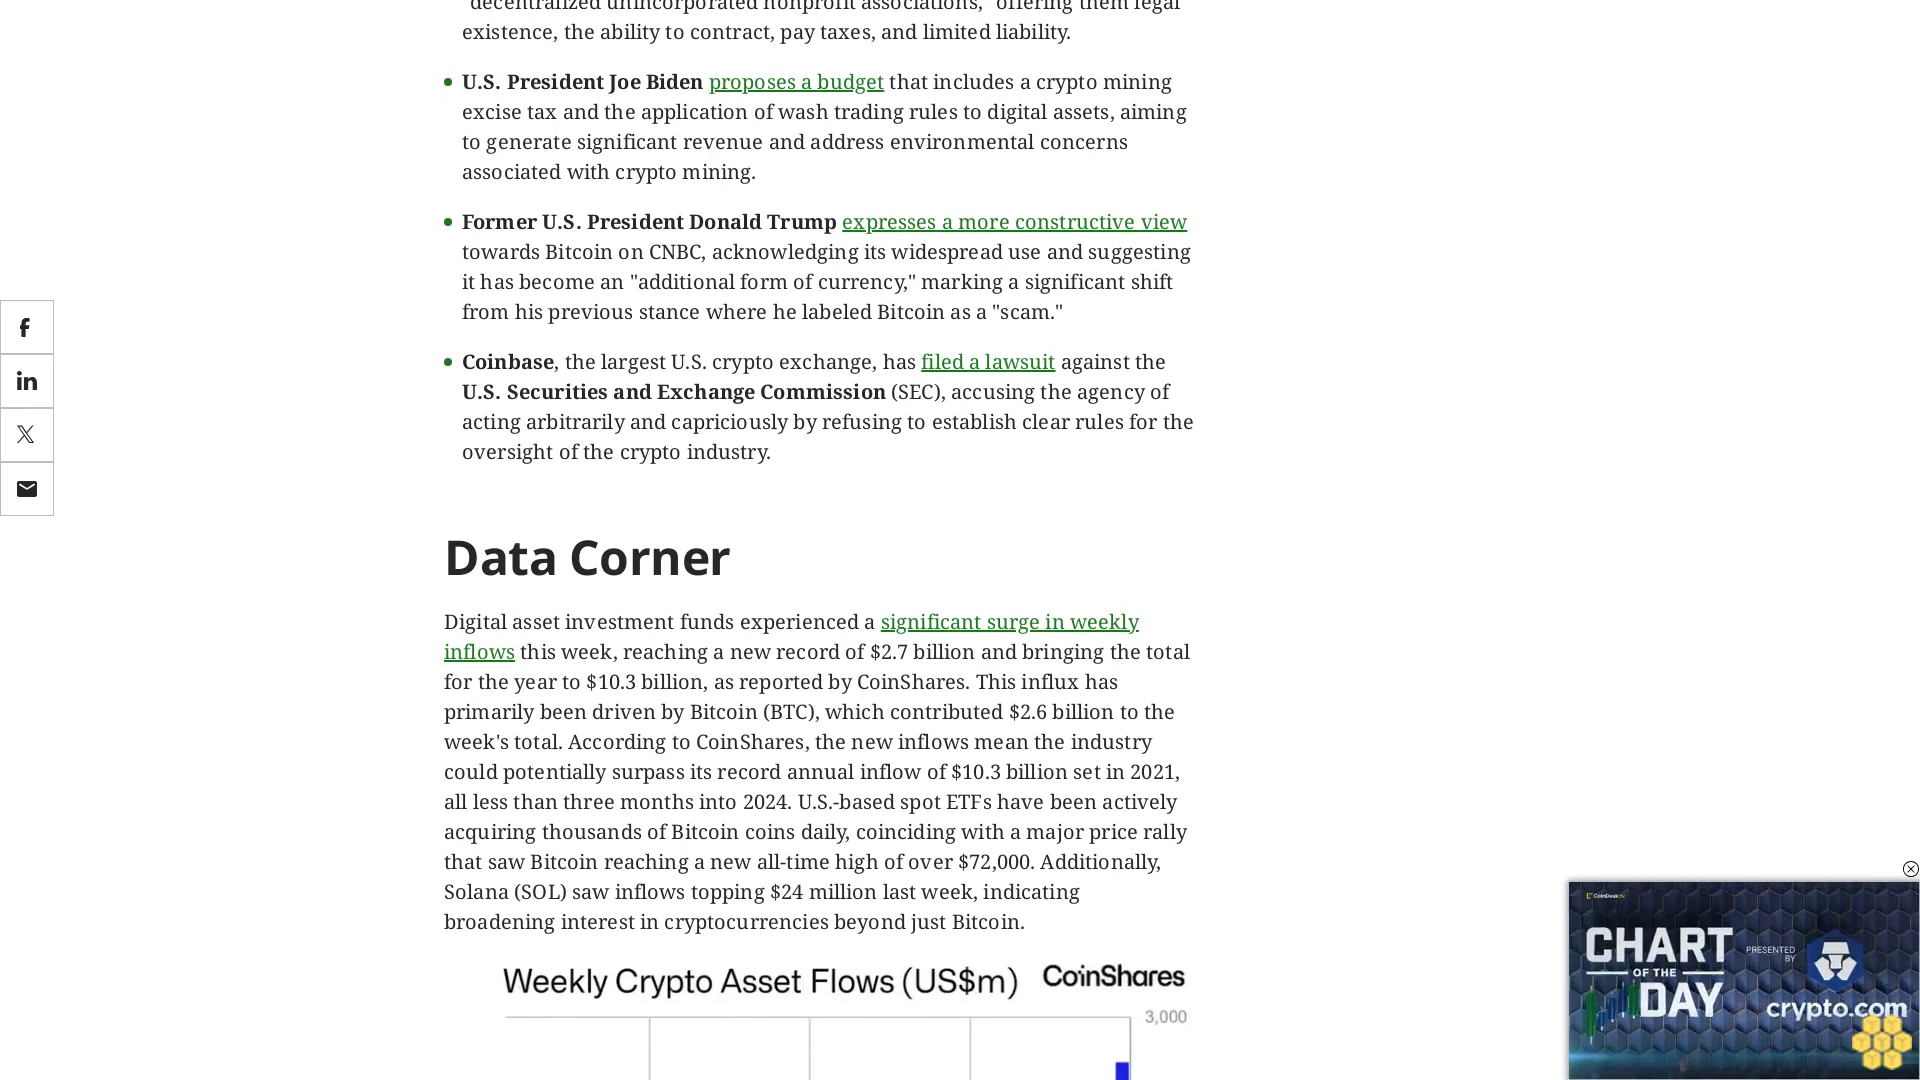 "decentralized unincorporated nonprofit associations," offering them legal
existence, the ability to contract, pay taxes, and limited liability.
U.S. President Joe Biden proposes a budget that includes a crypto mining
excise tax and the application of wash trading rules to digital assets, aiming
to generate significant revenue and address environmental concerns
associated with crypto mining.
Former U.S. President Donald Trump expresses a more constructive view
towards Bitcoin on CNBC, acknowledging its widespread use and suggesting
it has become an "additional form of currency," marking a significant shift
from his previous stance where he labeled Bitcoin as a "scam."
Coinbase, the largest U.S. crypto exchange, has filed a lawsuit against the
U.S. Securities and Exchange Commission (SEC), accusing the agency of
acting arbitrarily and capriciously by refusing to establish clear rules for the
oversight of the crypto industry.
Data Corner
Digital asset investment funds experienced a significant surge in weekly
inflows this week, reaching a new record of $2.7 billion and bringing the total
for the year to $10.3 billion, as reported by CoinShares. This influx has
primarily been driven by Bitcoin (BTC), which contributed $2.6 billion to the
week's total. According to CoinShares, the new inflows mean the industry
could potentially surpass its record annual inflow of $10.3 billion set in 2021,
all less than three months into 2024. U.S.-based spot ETFs have been actively
acquiring thousands of Bitcoin coins daily, coinciding with a major price rally
that saw Bitcoin reaching a new all-time high of over $72,000. Additionally,
Solana (SOL) saw inflows topping $24 million last week, indicating
broadening interest in cryptocurrencies beyond just Bitcoin.
Weekly Crypto Asset Flows (US$m)
CoinShares
3,000
CHART
OF THE
DAY
PRESENTED
BY
crypto.com